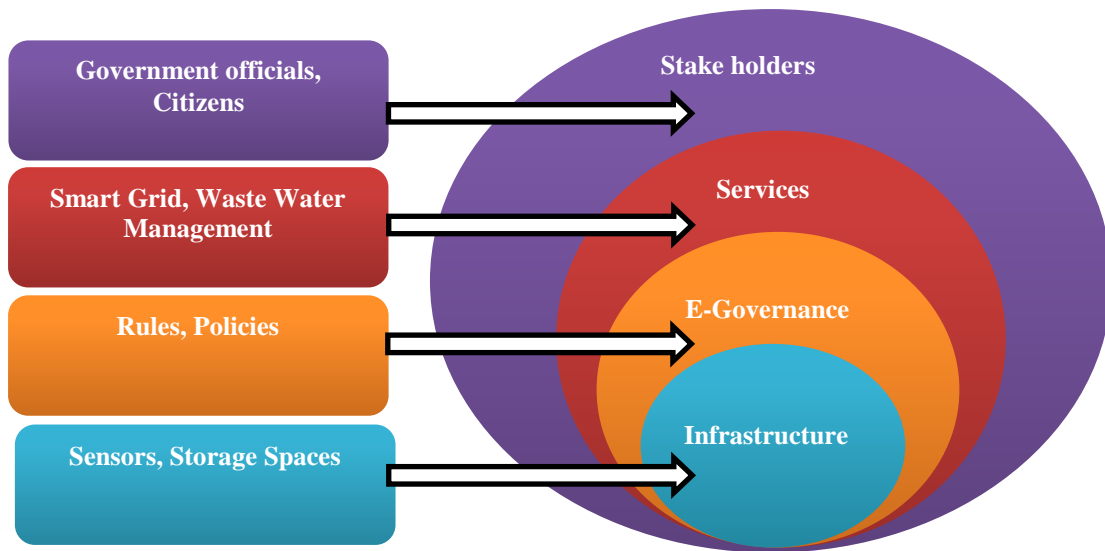 Government officials,
Citizens
Stake holders
Smart Grid, Waste Water
Management
Services
Rules, Policies
E-Governance
Sensors, Storage Spaces
Infrastructure